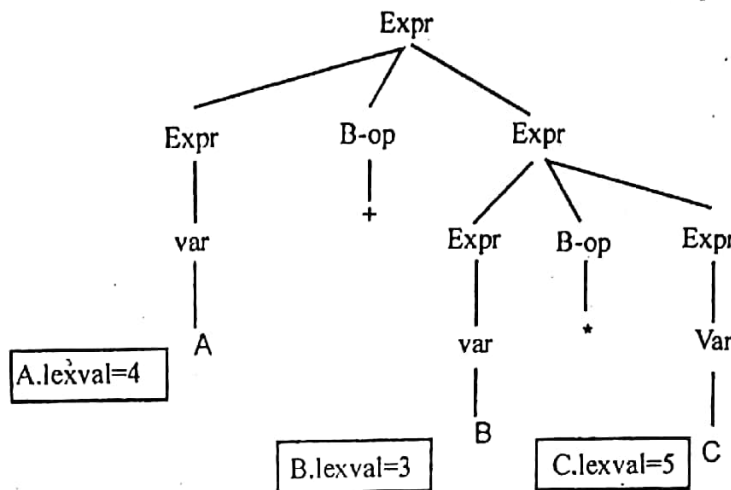 Expr
Expr B-op Expr
+
var Expr B-op Expr
A var * Var
A.lexval=4
B C
B.lexval=3 C.lexval=5